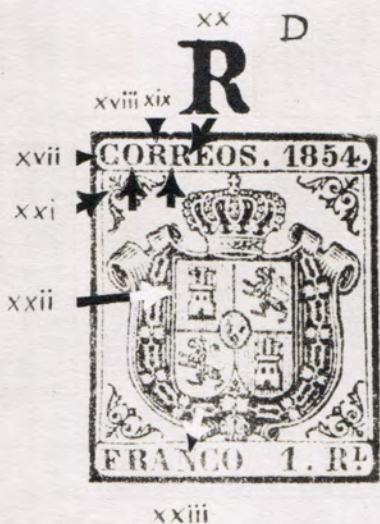 xx D
R
xviii xix
xvii CORREOS. 1854.
xxi
xxii
FRANCO 1. RL
xxiii